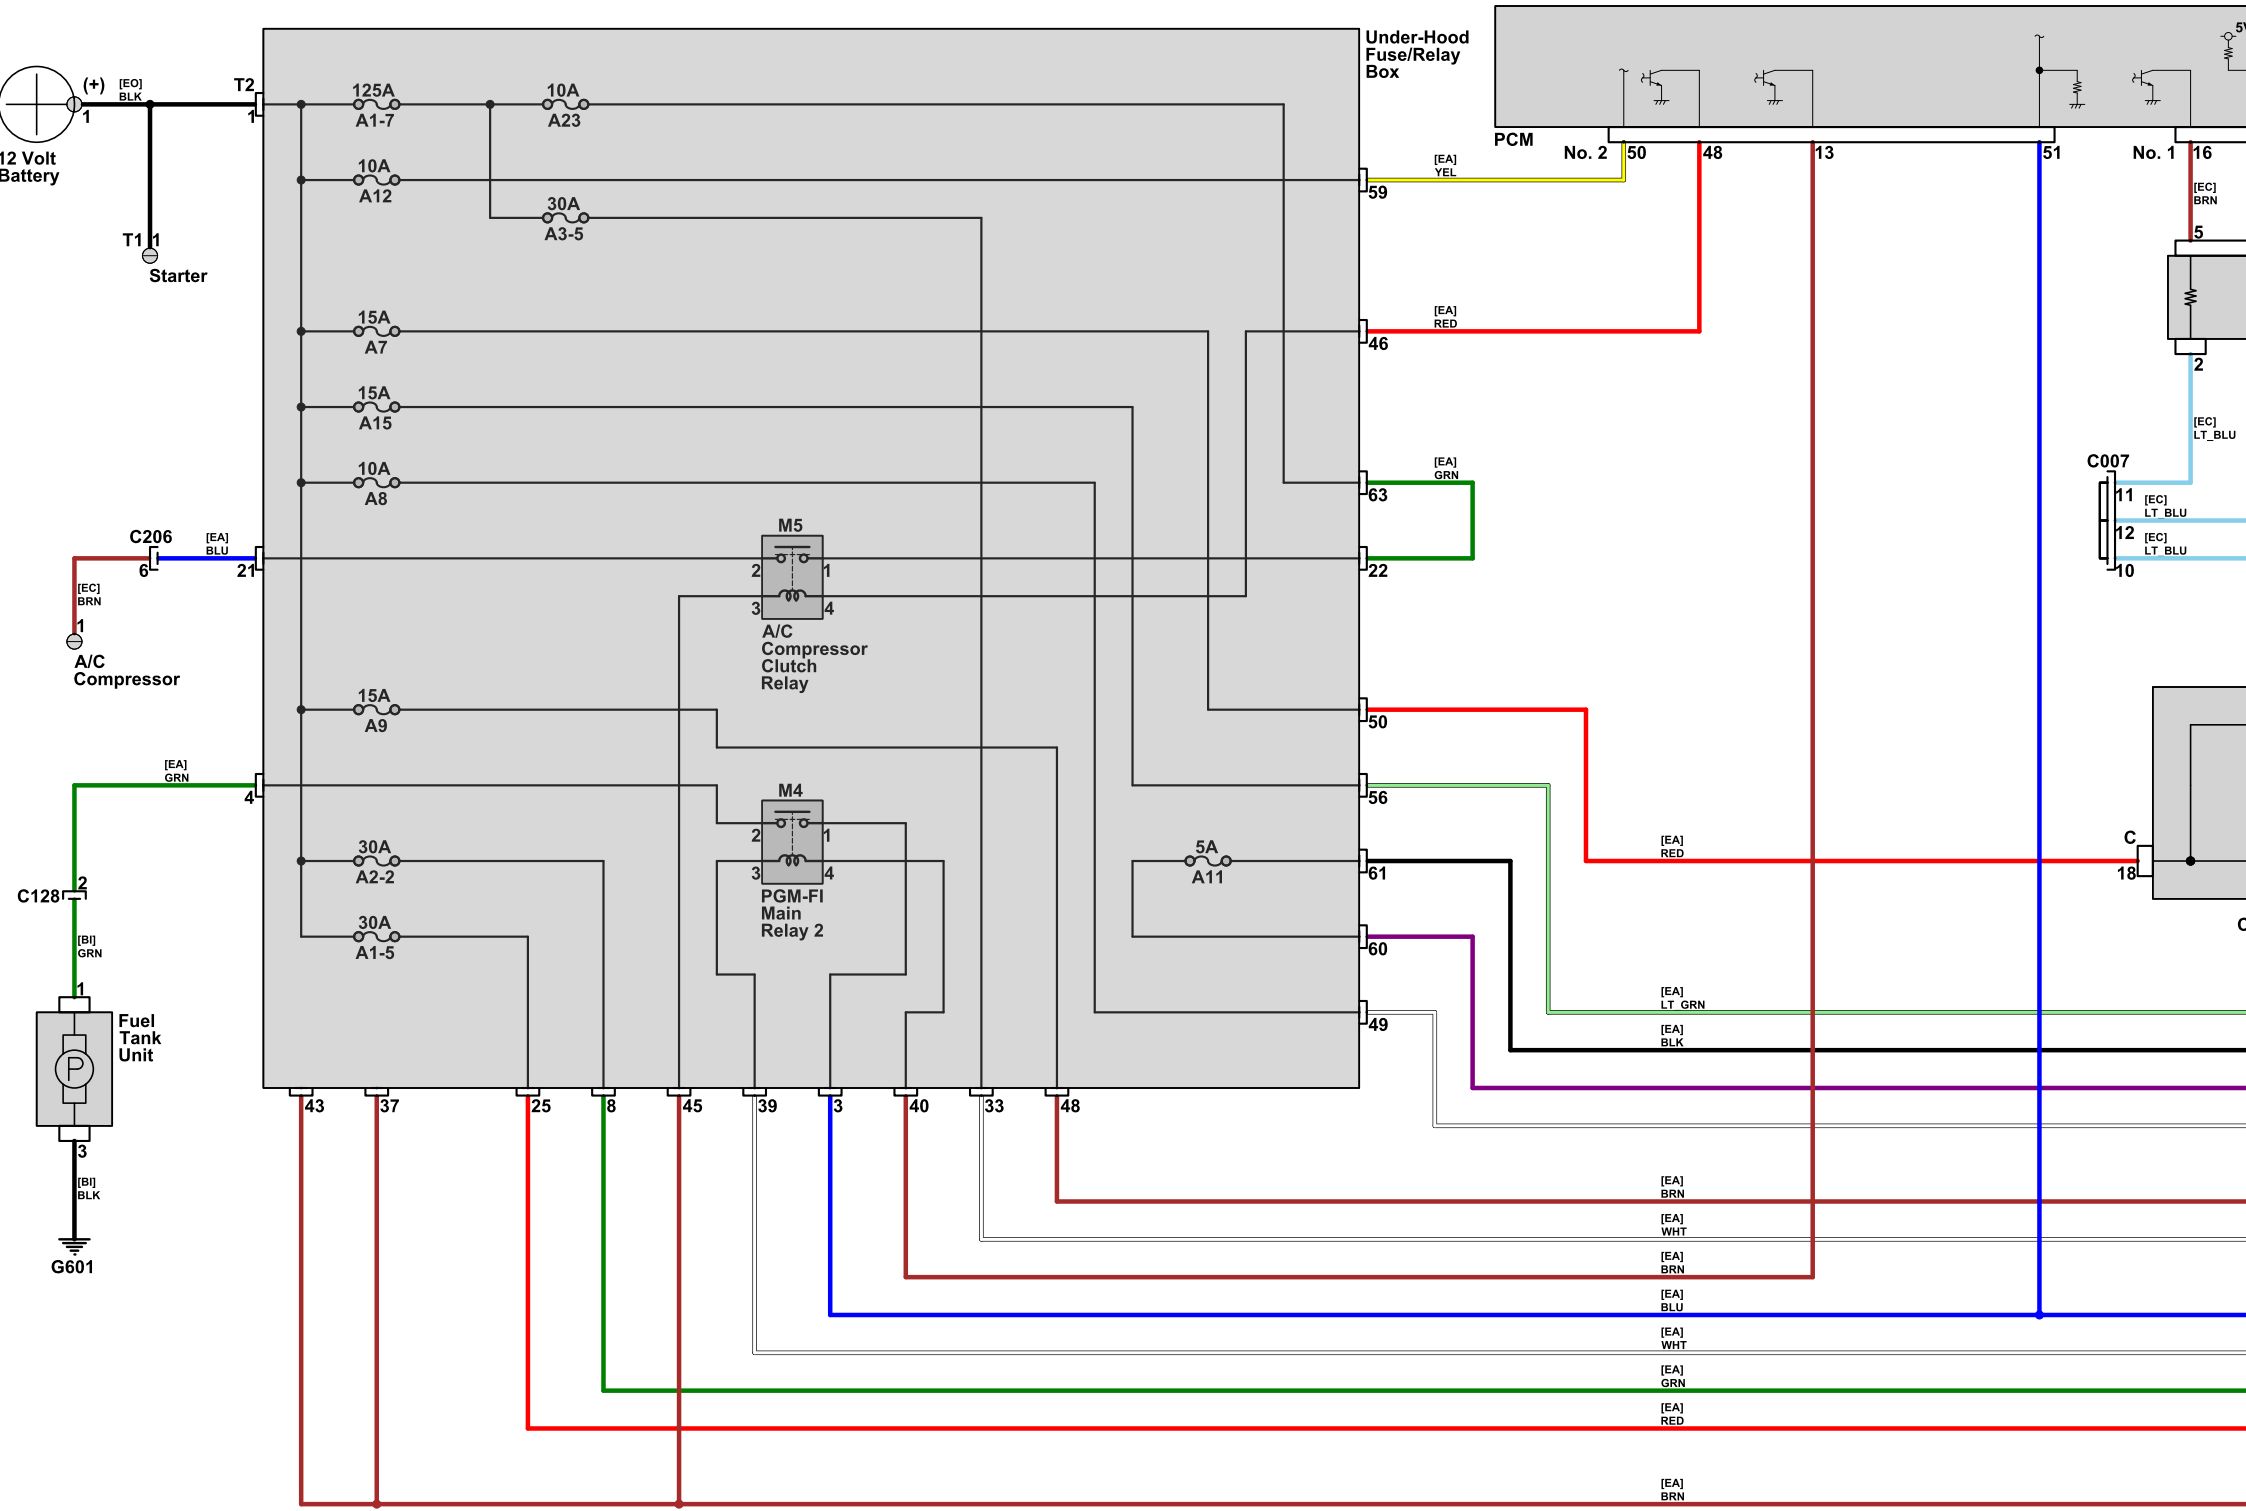 Under-Hood
Fuse/Relay
Box
5V
(+)
[EO]
BLK
1
12 Volt
Battery
T2
1
T1 1
Starter
125A
A1-7
10A
A23
10A
A12
30A
A3-5
15A
A7
15A
A15
10A
A8
PCM
No. 2
50
48
13
51
No. 1
16
[EA]
YEL
59
[EC]
BRN
5
2
[EA]
RED
46
[EC]
LT_BLU
C007
11
[EC]
LT_BLU
12
[EC]
LT_BLU
10
[EA]
GRN
63
22
C206
6
[EA]
BLU
21
[EC]
BRN
1
A/C
Compressor
M5
2
1
3
4
A/C
Compressor
Clutch
Relay
15A
A9
50
[EA]
GRN
4
M4
2
1
3
4
PGM-FI
Main
Relay 2
56
[EA]
RED
C
18
30A
A2-2
5A
A11
61
C128
2
[BI]
GRN
30A
A1-5
60
1
Fuel
Tank
Unit
P
3
[BI]
BLK
G601
49
[EA]
LT_GRN
[EA]
BLK
43
37
25
8
45
39
3
40
33
48
[EA]
BRN
[EA]
WHT
[EA]
BRN
[EA]
BLU
[EA]
WHT
[EA]
GRN
[EA]
RED
[EA]
BRN